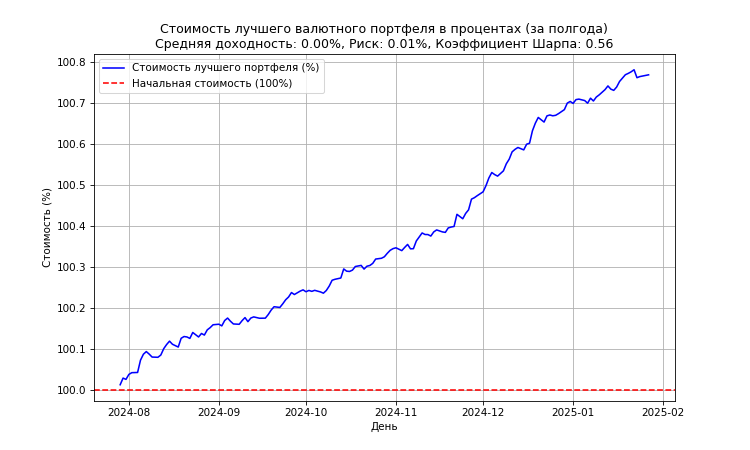 Стоимость лучшего валютного портфеля в процентах (за полгода)
Средняя доходность: 0.00%, Риск: 0.01%, Коэффициент Шарпа: 0.56
Стоимость лучшего портфеля (%)
Начальная стоимость (100%)
Стоимость (%)
100.8
100.7
100.6
100.5
100.4
100.3
100.2
100.1
100.0
2024-08
2024-09
2024-10
2024-11
2024-12
2025-01
2025-02
День